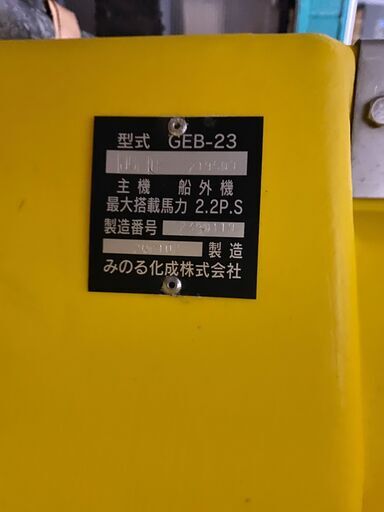 型式 GEB-23
主機 船外機
最大搭載馬力 2.2P.S
製造番号
製造
みのる化成株式会社